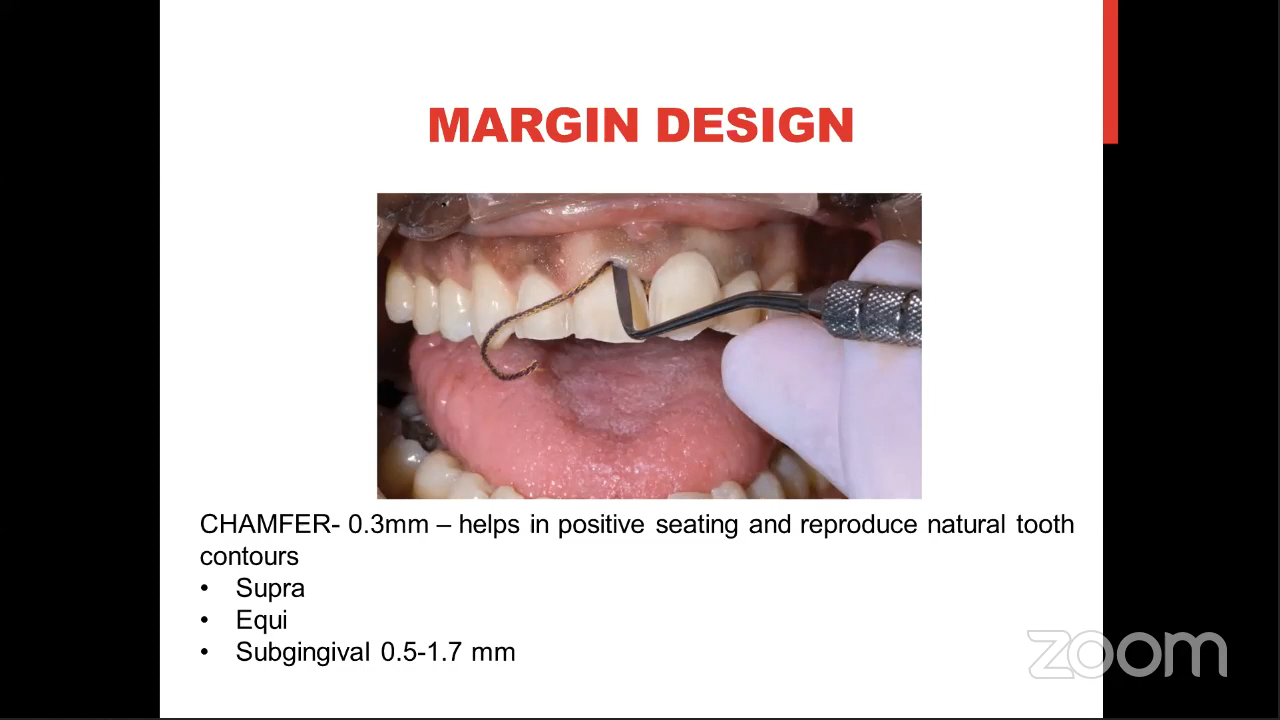 MARGIN DESIGN
CHAMFER- 0.3mm – helps in positive seating and reproduce natural tooth
contours
• Supra
• Equi
• Subgingival 0.5-1.7 mm
zoom